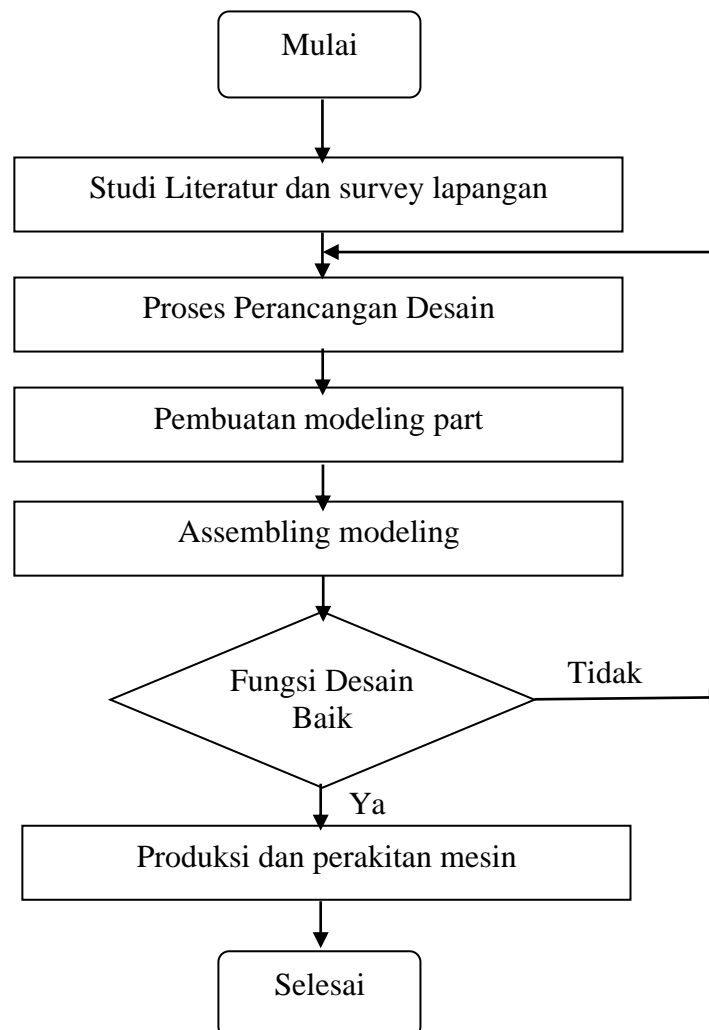 Mulai
Studi Literatur dan survey lapangan
Proses Perancangan Desain
Pembuatan modeling part
Assembling modeling
Fungsi Desain
Baik
Tidak
Ya
Produksi dan perakitan mesin
Selesai